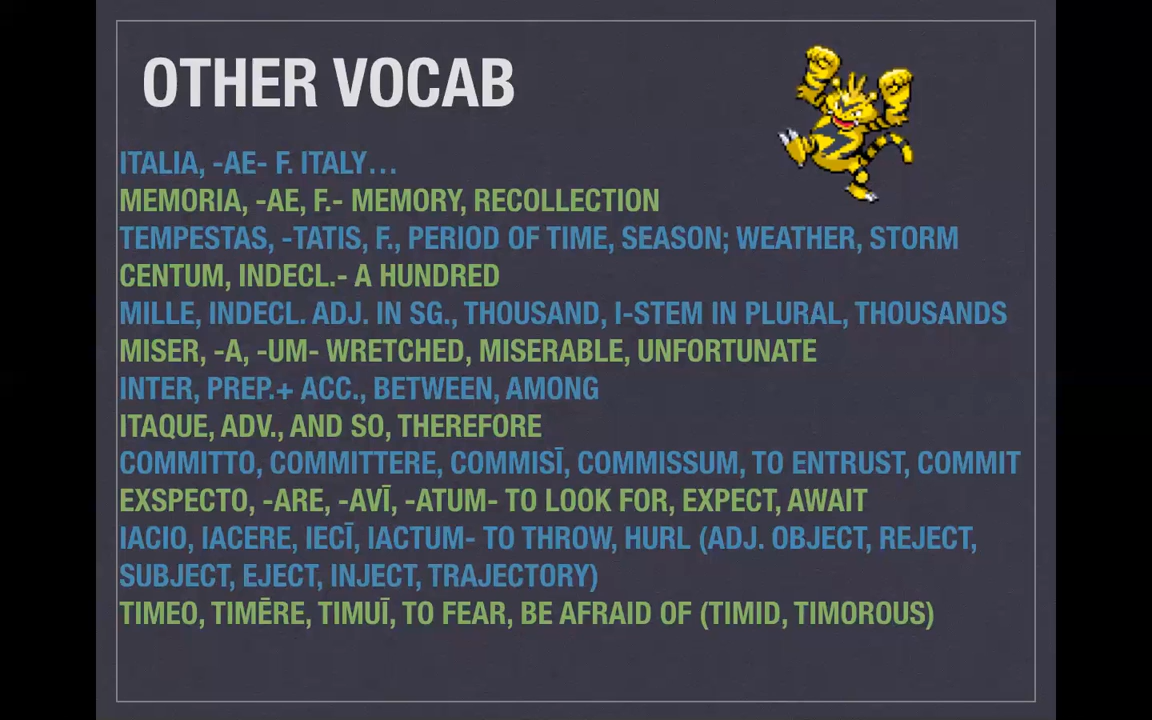 OTHER VOCAB
ITALIA, -AE- F. ITALY…
MEMORIA, -AE, F.- MEMORY, RECOLLECTION
TEMPESTAS, -TATIS, F., PERIOD OF TIME, SEASON; WEATHER, STORM
CENTUM, INDECL.- A HUNDRED
MILLE, INDECL. ADJ. IN SG., THOUSAND, I-STEM IN PLURAL, THOUSANDS
MISER, -A, -UM- WRETCHED, MISERABLE, UNFORTUNATE
INTER, PREP.+ ACC., BETWEEN, AMONG
ITAQUE, ADV., AND SO, THEREFORE
COMMITTO, COMMITTERE, COMMISĪ, COMMISSUM, TO ENTRUST, COMMIT
EXSPECTO, -ARE, -AVĪ, -ATUM- TO LOOK FOR, EXPECT, AWAIT
IACIO, IACERE, IECĪ, IACTUM- TO THROW, HURL (ADJ. OBJECT, REJECT,
SUBJECT, EJECT, INJECT, TRAJECTORY)
TIMEO, TIMĒRE, TIMUĪ, TO FEAR, BE AFRAID OF (TIMID, TIMOROUS)